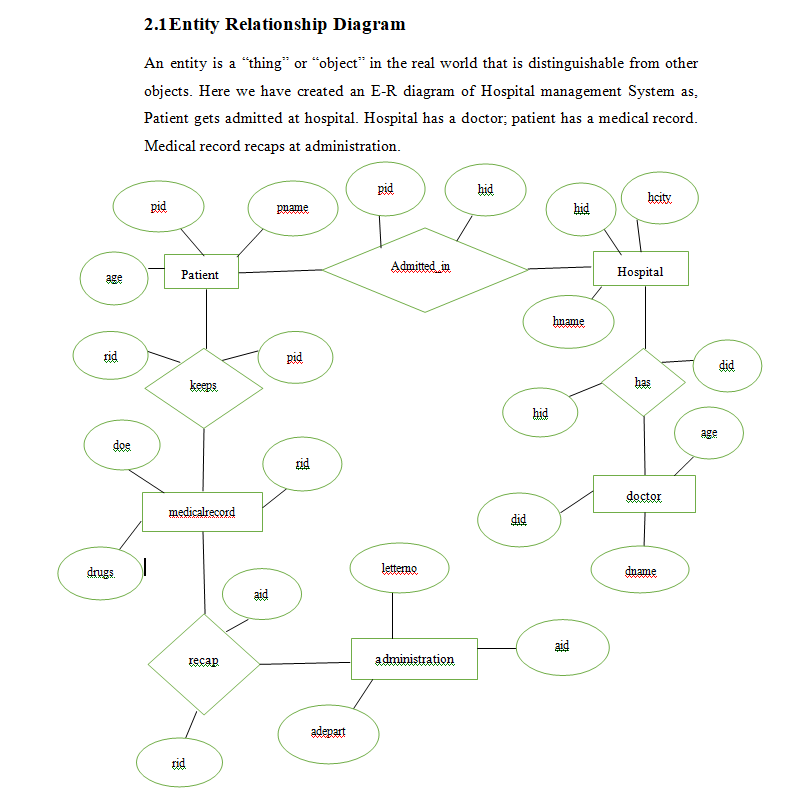 2.1Entity Relationship Diagram
An entity is a “thing” or “object” in the real world that is distinguishable from other
objects. Here we have created an E-R diagram of Hospital management System as,
Patient gets admitted at hospital. Hospital has a doctor; patient has a medical record.
Medical record recaps at administration.
pid
hid
hcity
pid
pname
hid
Admitted_in
Patient
Hospital
age
hname
rid
pid
did
keeps
has
hid
age
doe
rid
doctor
medicalrecord
did
letterno
drugs
dname
aid
aid
recap
administration
adepart
rid